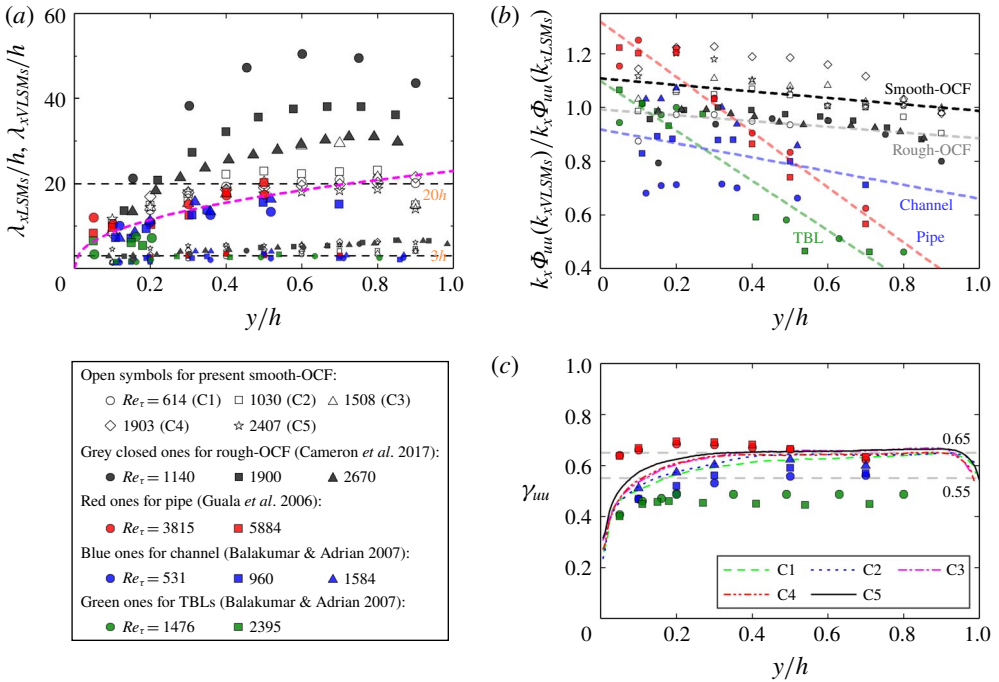 (a)
λxLSMs/h, λxVLSMs/h
60
40
20
0
0.2
0.4
0.6
0.8
1.0
20h
3h
y/h
(b)
kxΦuu(kxVLSMs)/kxΦuu(kxLSMs)
1.2
1.0
0.8
0.6
0.4
0
0.2
0.4
0.6
0.8
1.0
Smooth-OCF
Rough-OCF
Channel
Pipe
TBL
y/h
Open symbols for present smooth-OCF:
Reτ = 614 (C1) 1030 (C2) 1508 (C3)
1903 (C4) 2407 (C5)
Grey closed ones for rough-OCF (Cameron et al. 2017):
Reτ = 1140 1900 2670
Red ones for pipe (Guala et al. 2006):
Reτ = 3815 5884
Blue ones for channel (Balakumar & Adrian 2007):
Reτ = 531 960 1584
Green ones for TBLs (Balakumar & Adrian 2007):
Reτ = 1476 2395
(c)
γuu
1.0
0.8
0.6
0.4
0.2
0
0.2
0.4
0.6
0.8
1.0
0.65
0.55
C1 C2 C3
C4 C5
y/h